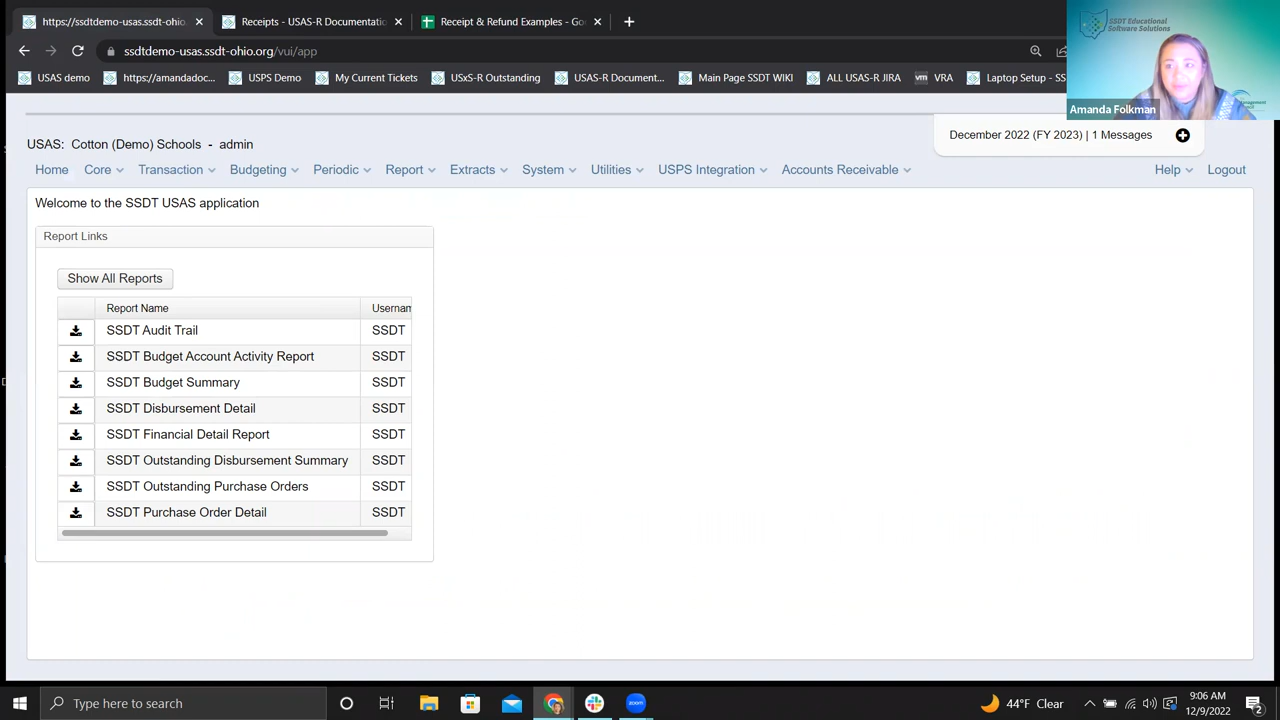 https://ssdtdemo-usas.ssdt-ohio. ×
Receipts - USAS-R Documentatio ×
Receipt & Refund Examples - Go ×
ssdtdemo-usas.ssdt-ohio.org/vui/app
USAS demo
https://amandadoc...
USPS Demo
My Current Tickets
USxS-R Outstanding
USAS-R Document...
Main Page SSDT WIKI
ALL USAS-R JIRA
vm VRA
Laptop Setup - SS
SSDT Educational
Software Solutions
Amanda Folkman
December 2022 (FY 2023) | 1 Messages
USAS: Cotton (Demo) Schools - admin
Home Core Transaction Budgeting Periodic Report Extracts System Utilities USPS Integration Accounts Receivable Help Logout
Welcome to the SSDT USAS application
Report Links
Show All Reports
Report Name Usernam
SSDT Audit Trail SSDT
SSDT Budget Account Activity Report SSDT
SSDT Budget Summary SSDT
SSDT Disbursement Detail SSDT
SSDT Financial Detail Report SSDT
SSDT Outstanding Disbursement Summary SSDT
SSDT Outstanding Purchase Orders SSDT
SSDT Purchase Order Detail SSDT
Type here to search
zoom
44°F Clear
9:06 AM
12/9/2022
2